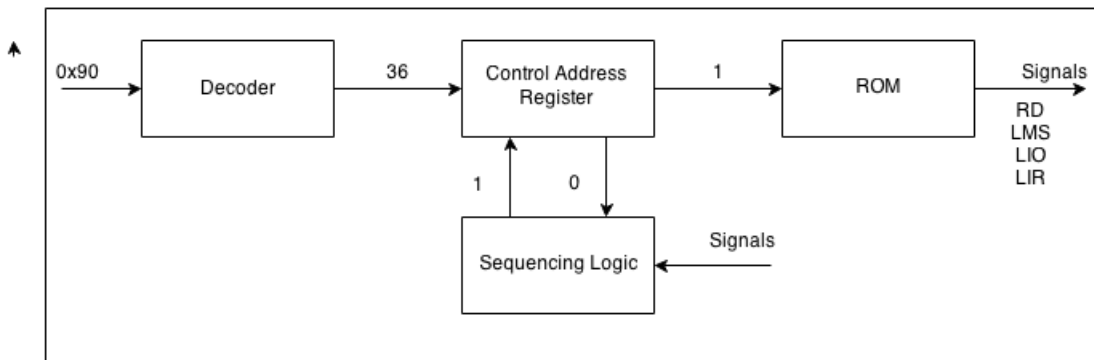 0x90
Decoder
36
Control Address
Register
1
ROM
Signals
RD
LMS
LIO
LIR
1
0
Sequencing Logic
Signals